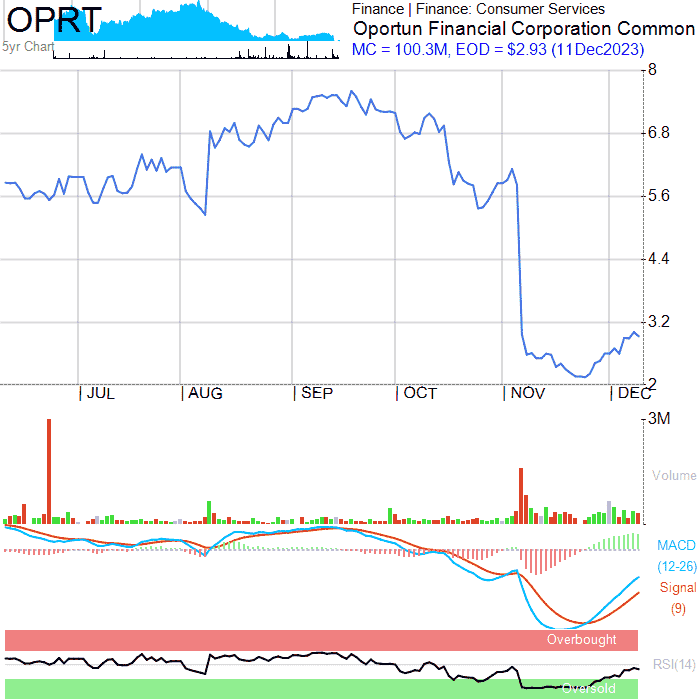 OPRT
5yr Chart
Finance | Finance: Consumer Services
Oportun Financial Corporation Common
MC = 100.3M, EOD = $2.93 (11Dec2023)
8
6.8
5.6
4.4
3.2
2
JUL
AUG
SEP
OCT
NOV
DEC
3M
Volume
MACD
(12-26)
Signal
(9)
Overbought
RSI(14)
Oversold